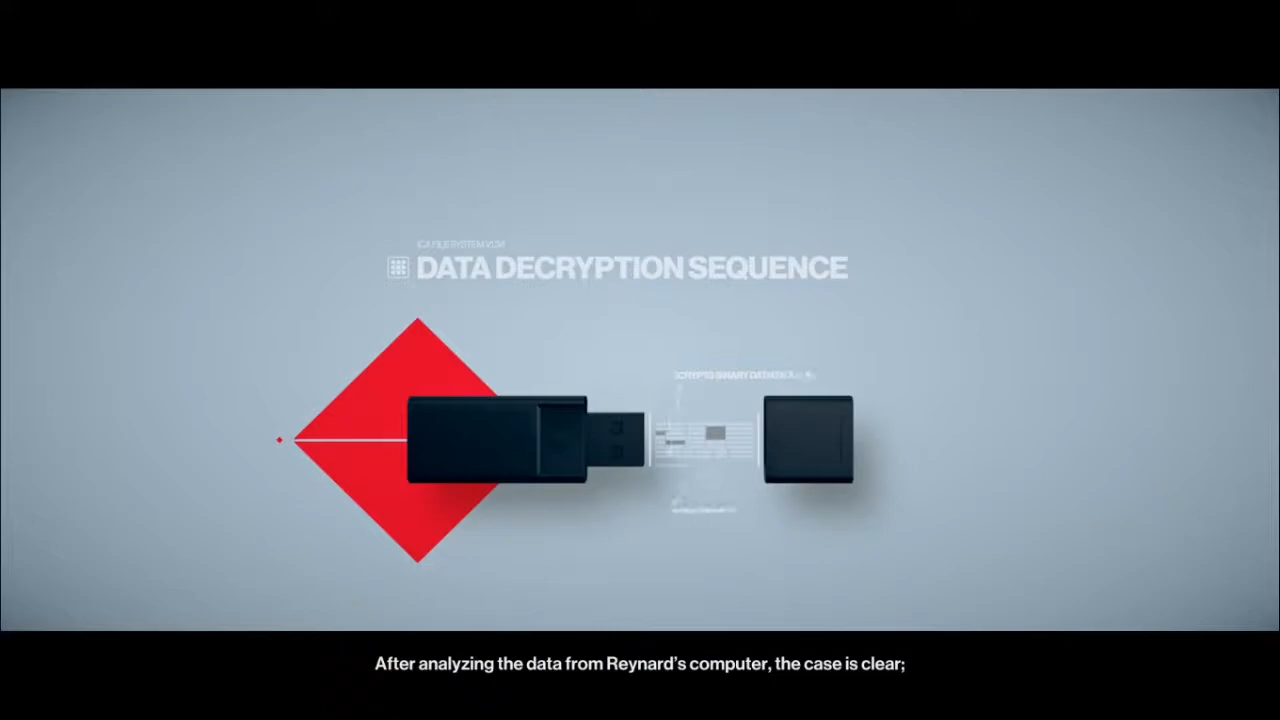 DATA DECRYPTION SEQUENCE
After analyzing the data from Reynard's computer, the case is clear;